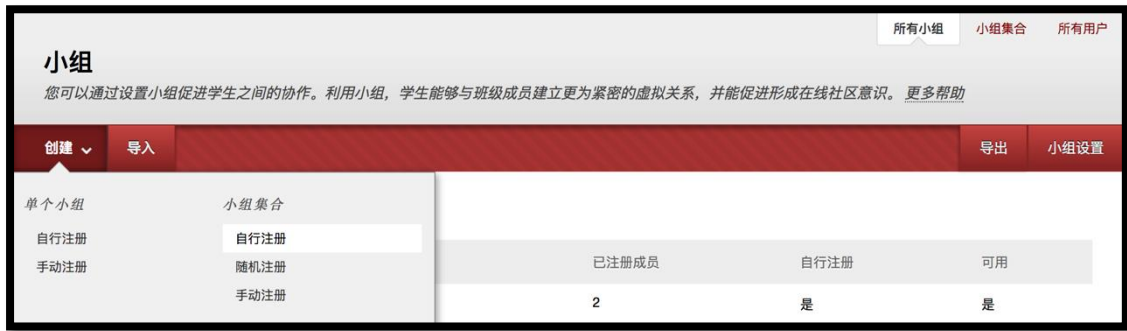 所有小组 小组集合 所有用户
小组
您可以通过设置小组促进学生之间的协作。利用小组，学生能够与班级成员建立更为紧密的虚拟关系，并能促进形成在线社区意识。 更多帮助
创建 导入 导出 小组设置
单个小组 小组集合
自行注册 自行注册
已注册成员 自行注册 可用
手动注册 随机注册
手动注册
2 是 是